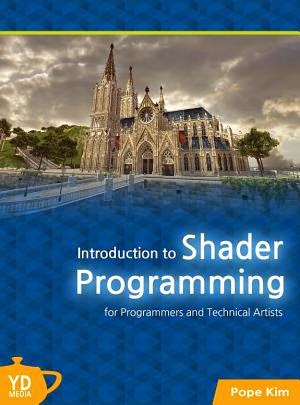 Introduction to Shader
Programming
for Programmers and Technical Artists
YD
MEDIA
Pope Kim